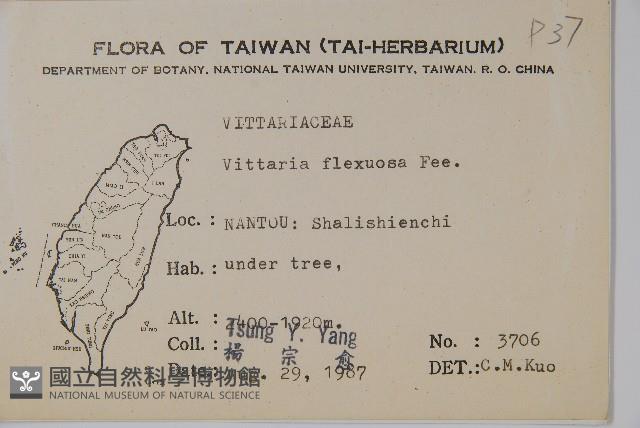 P37
FLORA OF TAIWAN (TAI-HERBARIUM)
DEPARTMENT OF BOTANY, NATIONAL TAIWAN UNIVERSITY, TAIWAN. R. O. CHINA
VITTARIACEAE
Vittaria flexuosa Fee.
Loc. : NANTOU: Shalishienchi
Hab. : under tree,
Alt. : 400-1920m.
Coll. : Tsung Y. Yang
楊 宗 愈
No. : 3706
Date: 29, 1987
DET.: C.M.Kuo
國立自然科學博物館
NATIONAL MUSEUM OF NATURAL SCIENCE